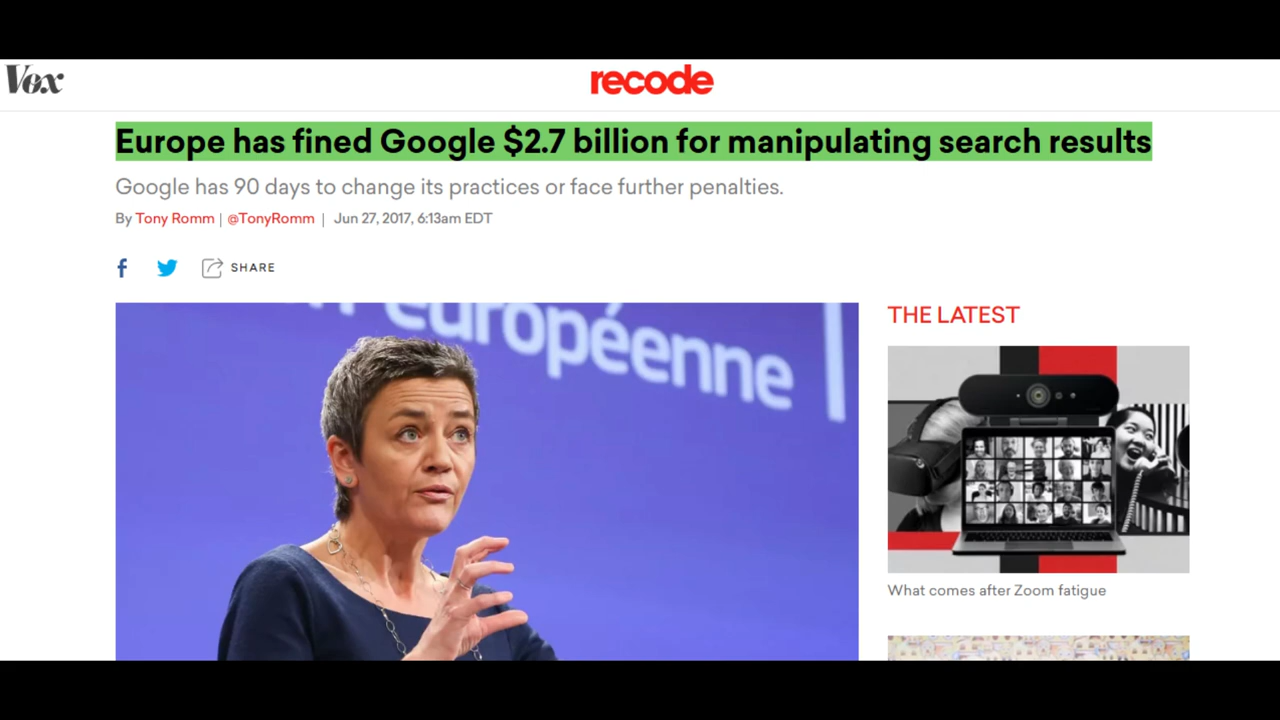 Vox
recode
Europe has fined Google $2.7 billion for manipulating search results
Google has 90 days to change its practices or face further penalties.
By Tony Romm | @TonyRomm | Jun 27, 2017, 6:13am EDT
SHARE
européenne
THE LATEST
What comes after Zoom fatigue